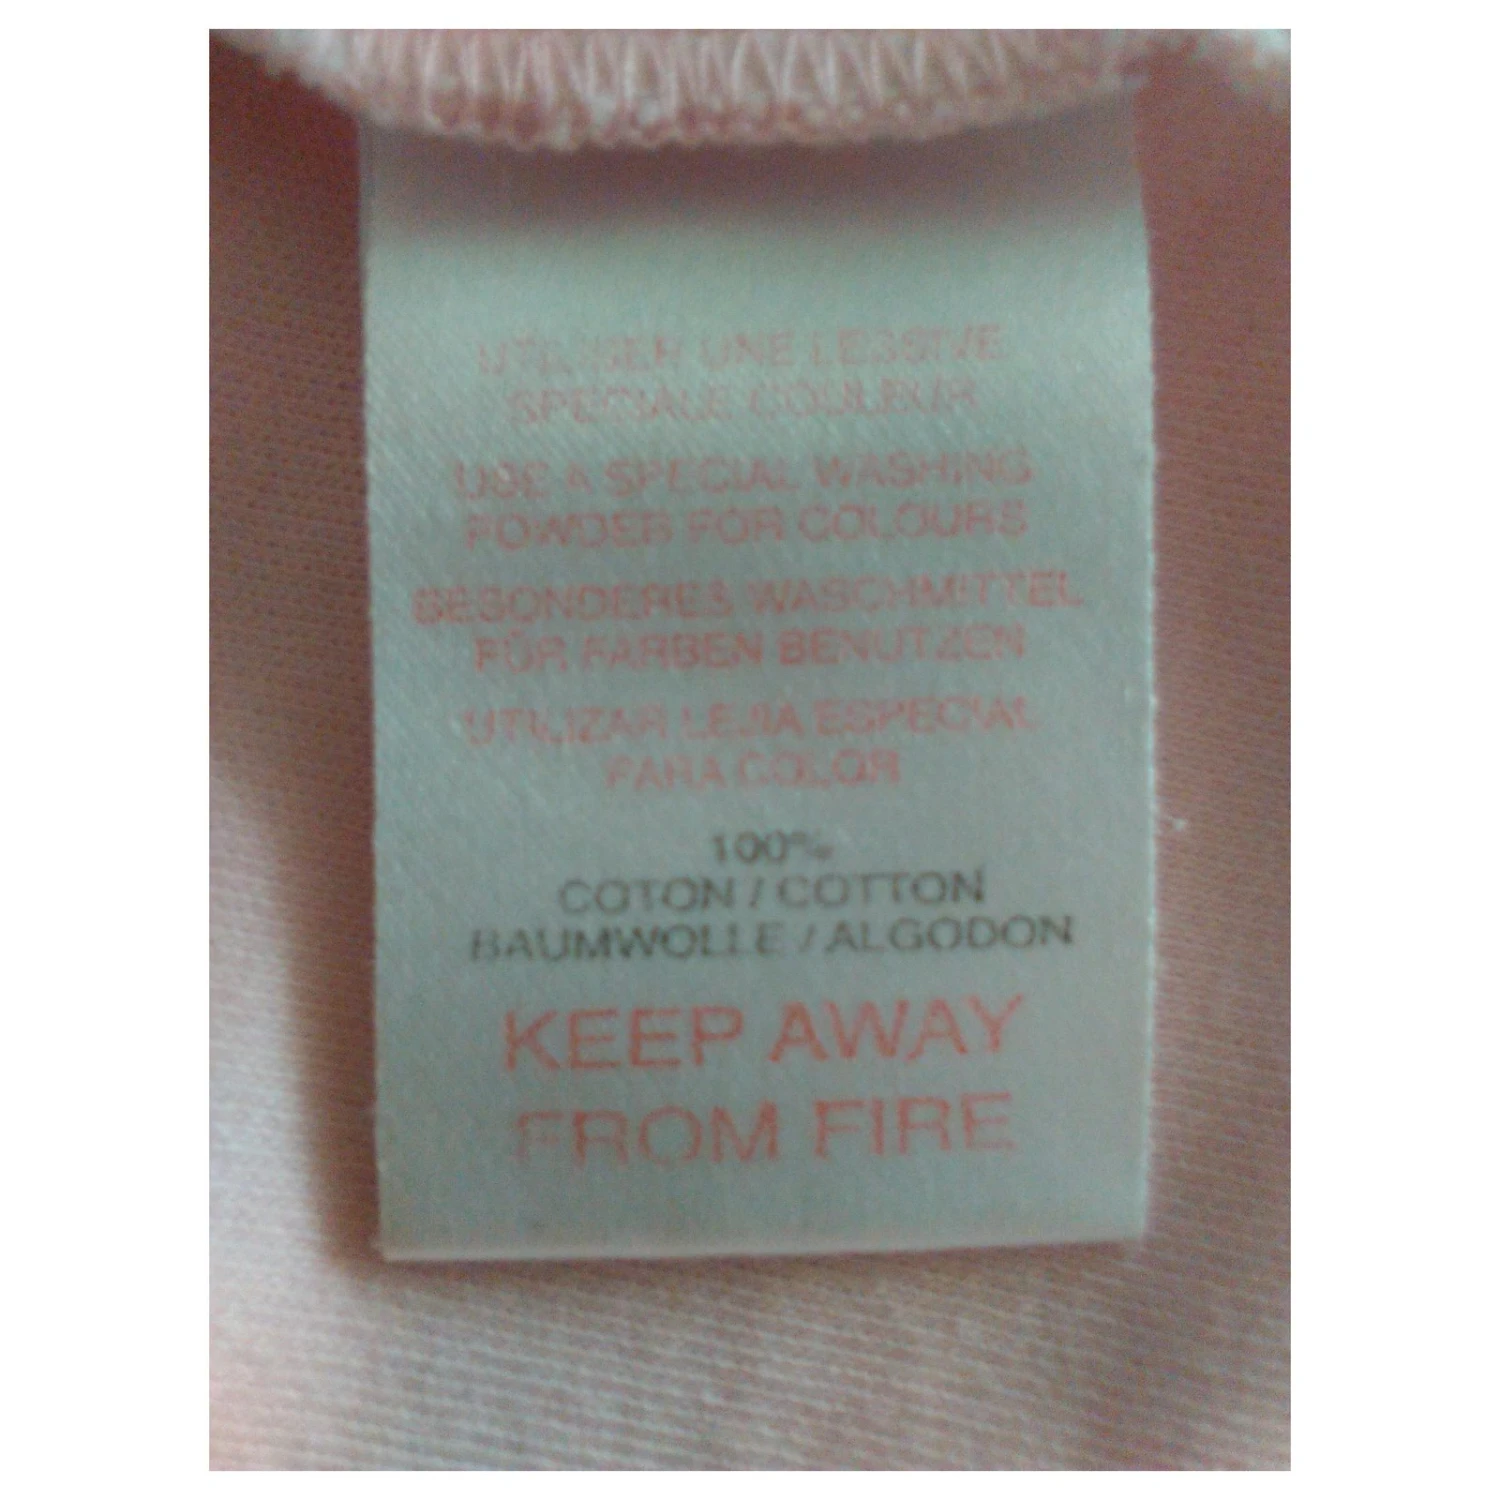 UTILISER UNE LESSIVE
SPECIALE COULEUR
USE A SPECIAL WASHING
POWDER FOR COLOURS
BESONDERES WASCHMITTEL
FÜR FARBEN BENUTZEN
UTILIZAR LEJIA ESPECIAL
PARA COLOR
100%
COTON / COTTON
BAUMWOLLE / ALGODON
KEEP AWAY
FROM FIRE